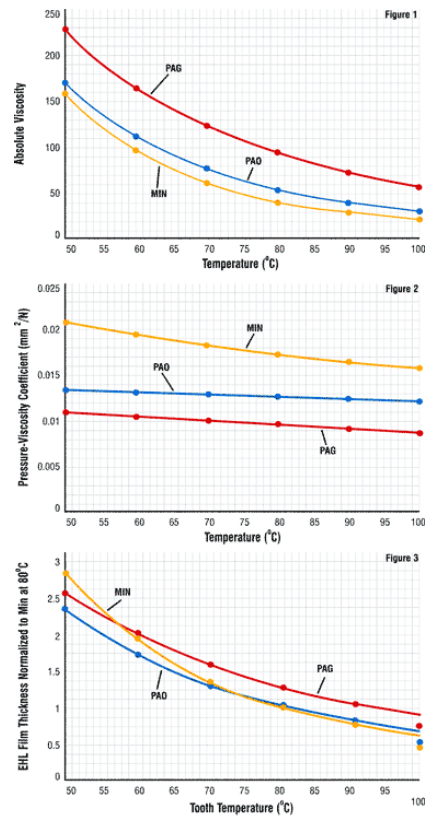 Figure 1
Absolute Viscosity
250
200
150
100
50
0
PAG
PAO
MIN
50 55 60 65 70 75 80 85 90 95 100
Temperature (°C)
Figure 2
Pressure-Viscosity Coefficient (mm ²/N)
0.025
0.02
0.015
0.01
0.005
0
MIN
PAO
PAG
50 55 60 65 70 75 80 85 90 95 100
Temperature (°C)
Figure 3
EHL Film Thickness Normalized to Min at 80°C
3
2.5
2
1.5
1
0.5
MIN
PAG
PAO
50 55 60 65 70 75 80 85 90 95 100
Tooth Temperature (°C)